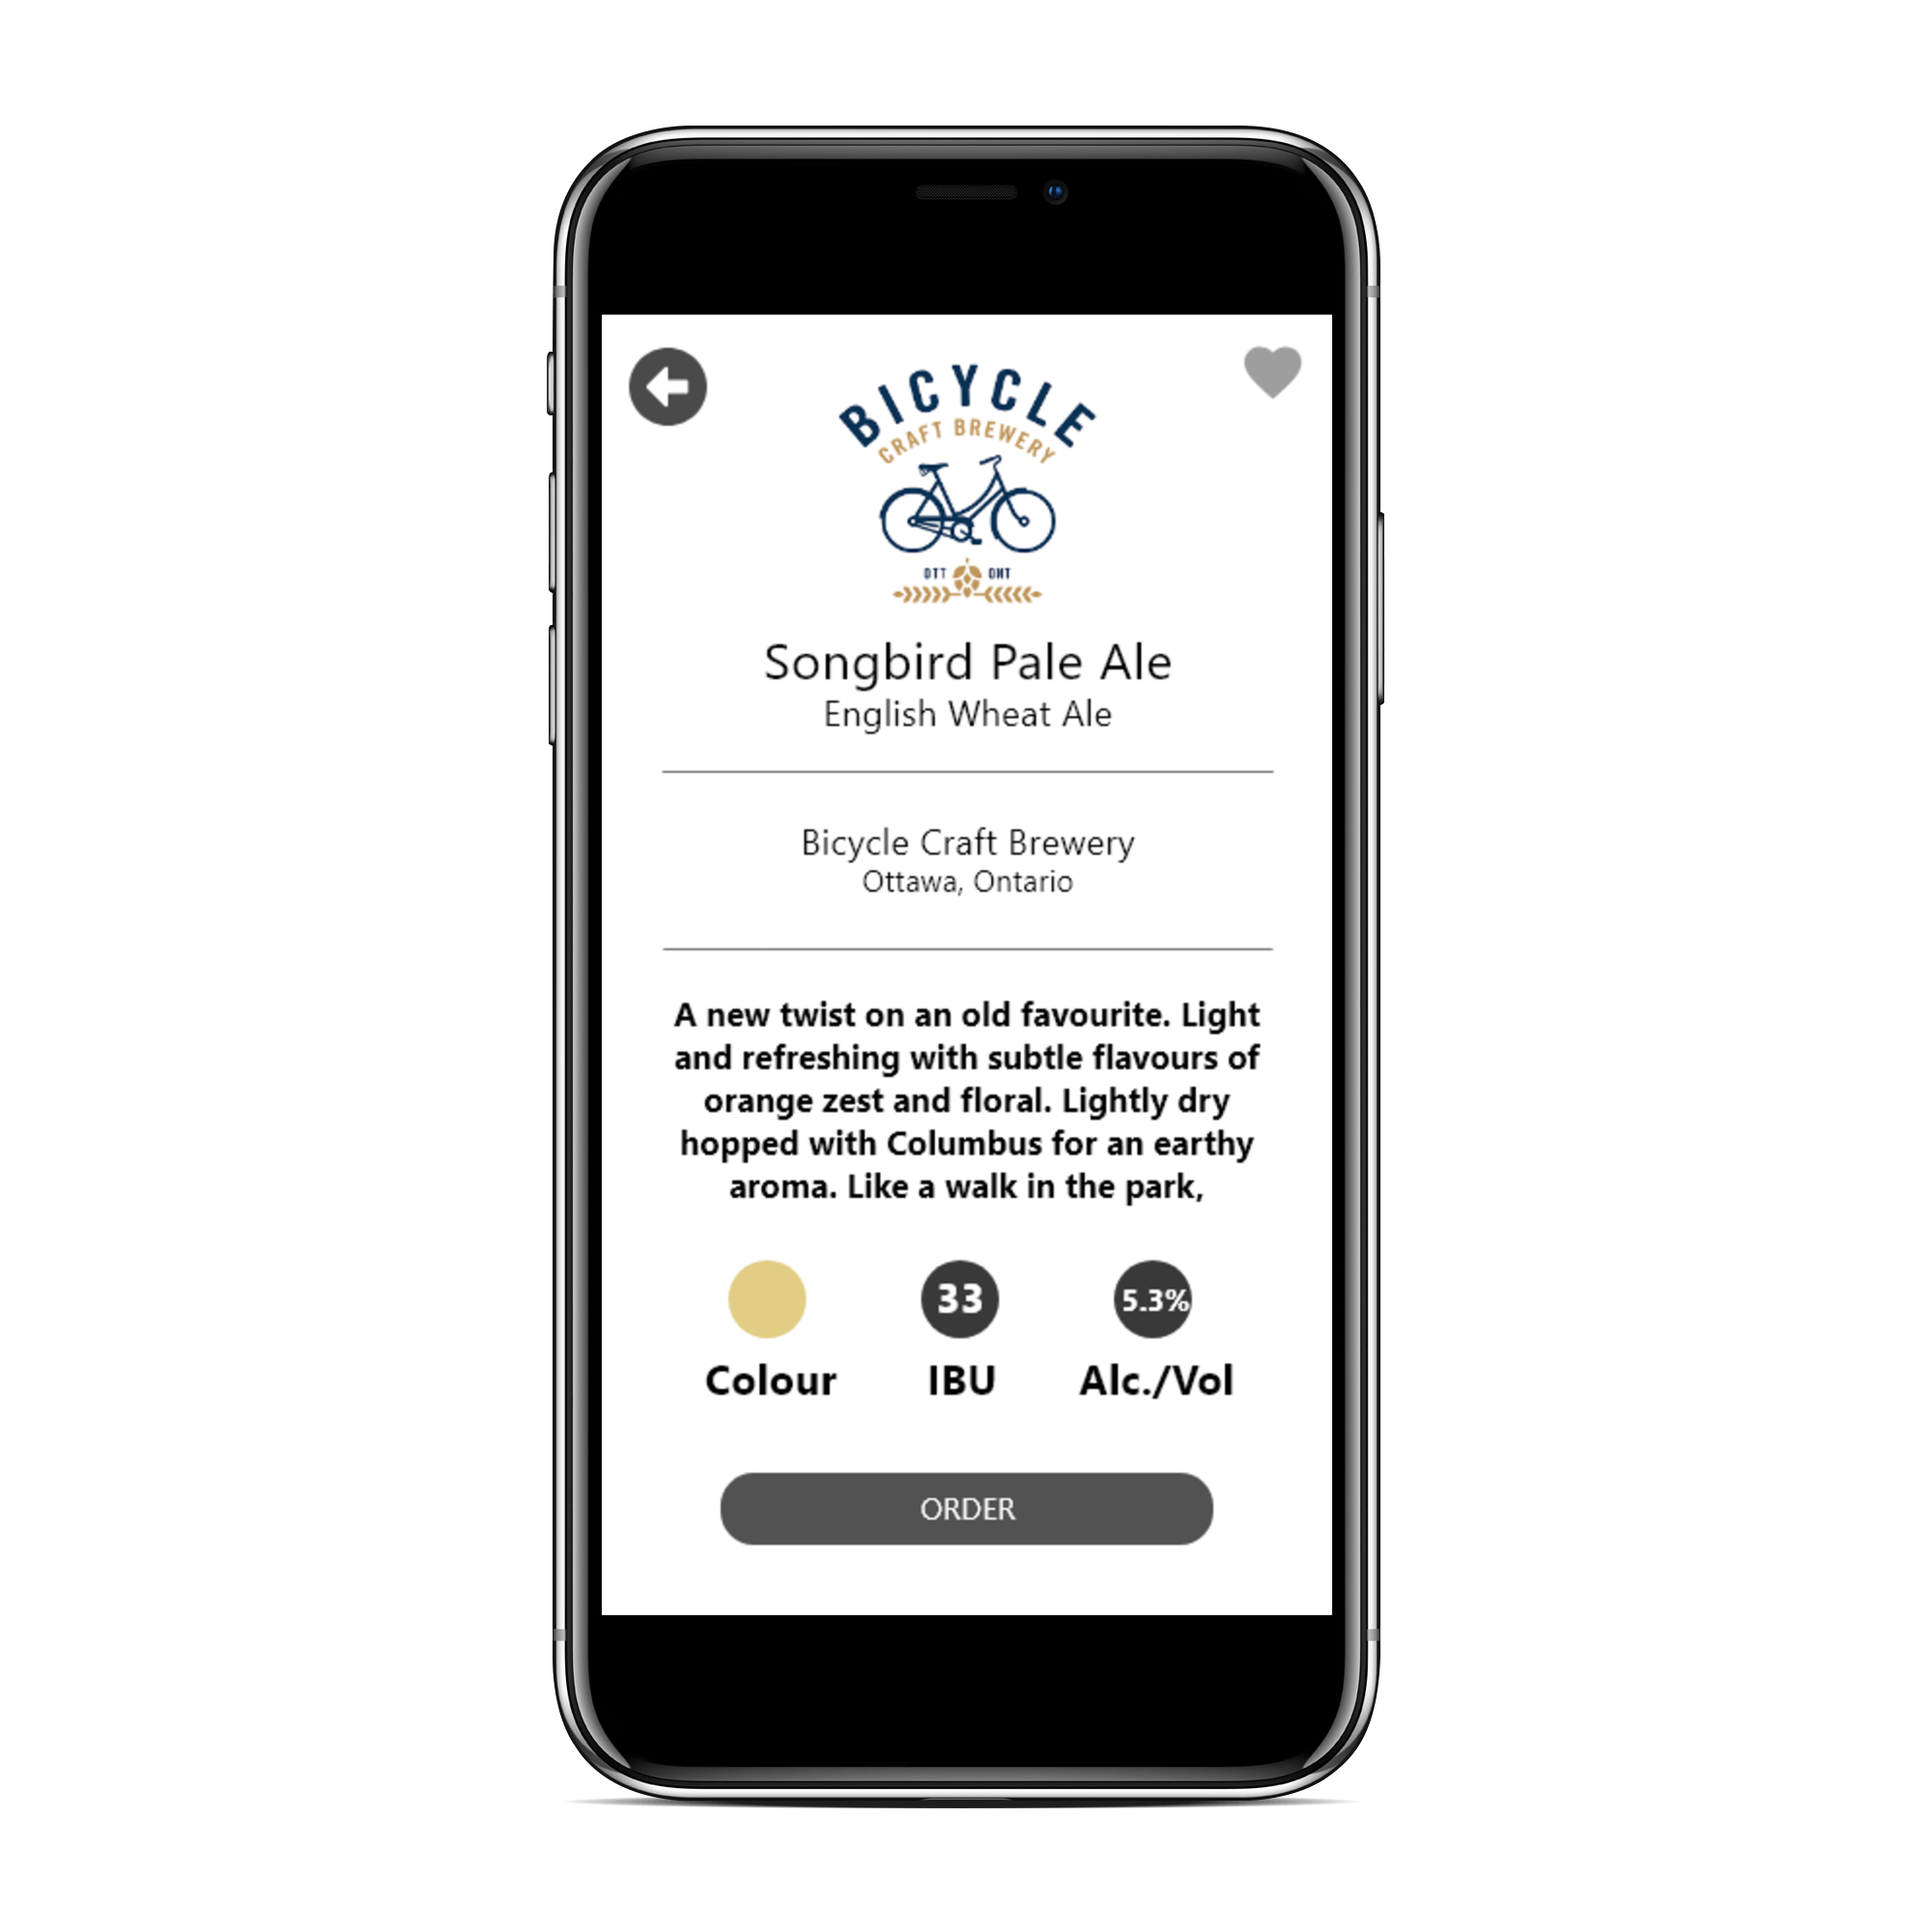 BICYCLE
CRAFT BREWERY
OTT ONT
Songbird Pale Ale
English Wheat Ale
Bicycle Craft Brewery
Ottawa, Ontario
A new twist on an old favourite. Light
and refreshing with subtle flavours of
orange zest and floral. Lightly dry
hopped with Columbus for an earthy
aroma. Like a walk in the park,
33 5.3%
Colour IBU Alc./Vol
ORDER